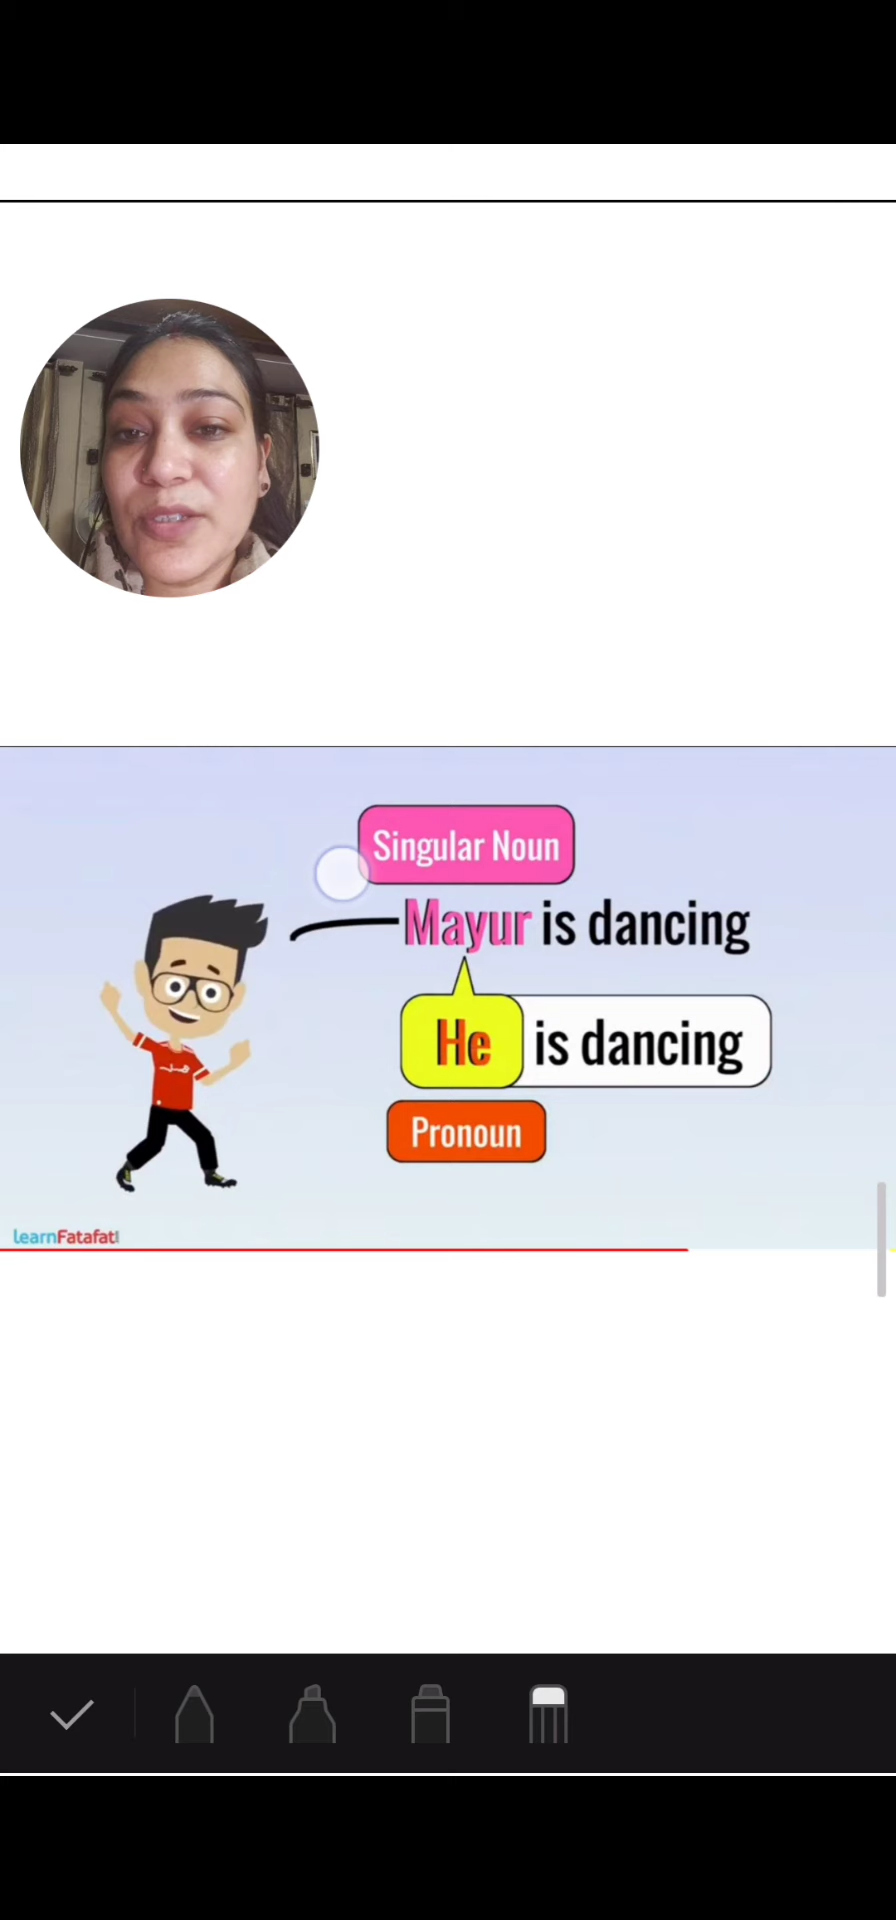 Singular Noun
Mayur is dancing
He is dancing
Pronoun
learnFatafat